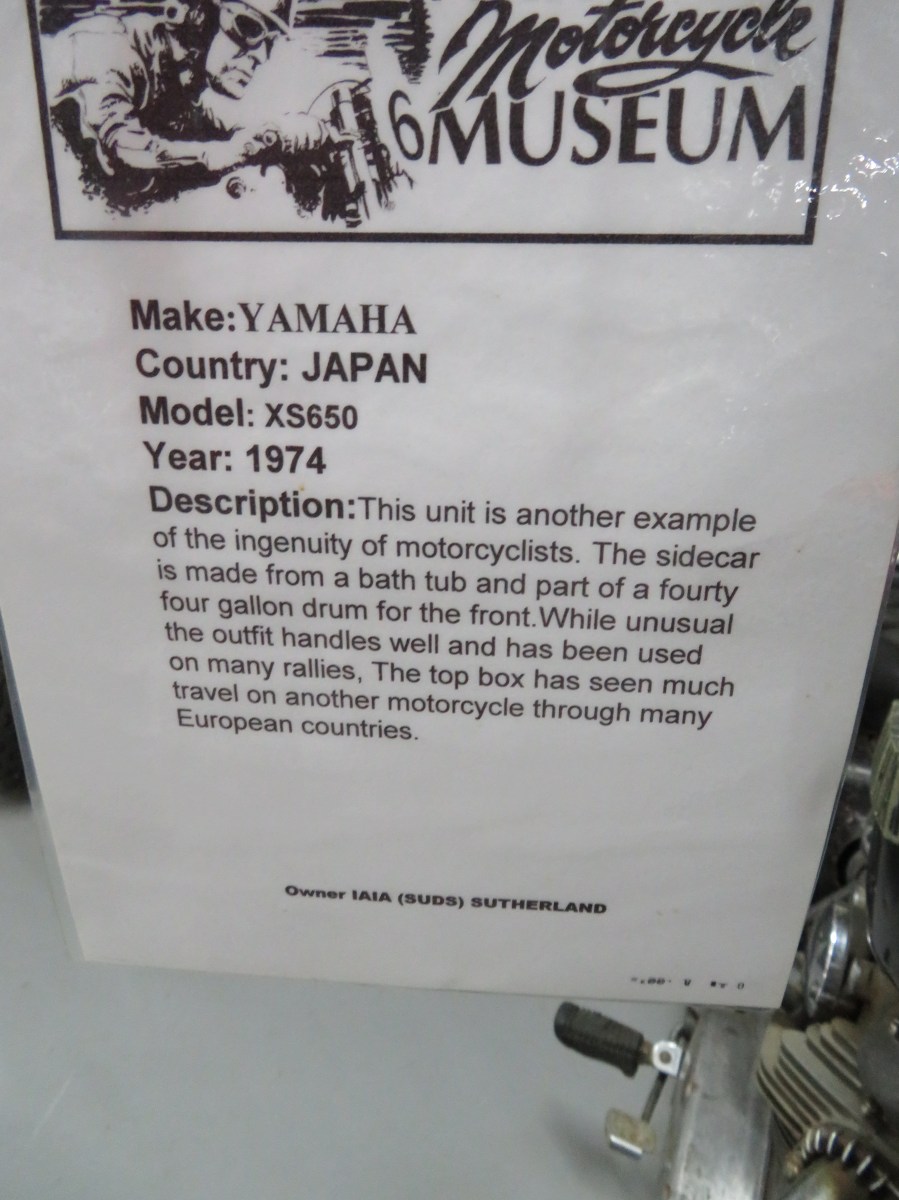 Motorcycle
MUSEUM
Make:YAMAHA
Country: JAPAN
Model: XS650
Year: 1974
Description:This unit is another example
of the ingenuity of motorcyclists. The sidecar
is made from a bath tub and part of a fourty
four gallon drum for the front.While unusual
the outfit handles well and has been used
on many rallies, The top box has seen much
travel on another motorcycle through many
European countries.
Owner IAIA (SUDS) SUTHERLAND